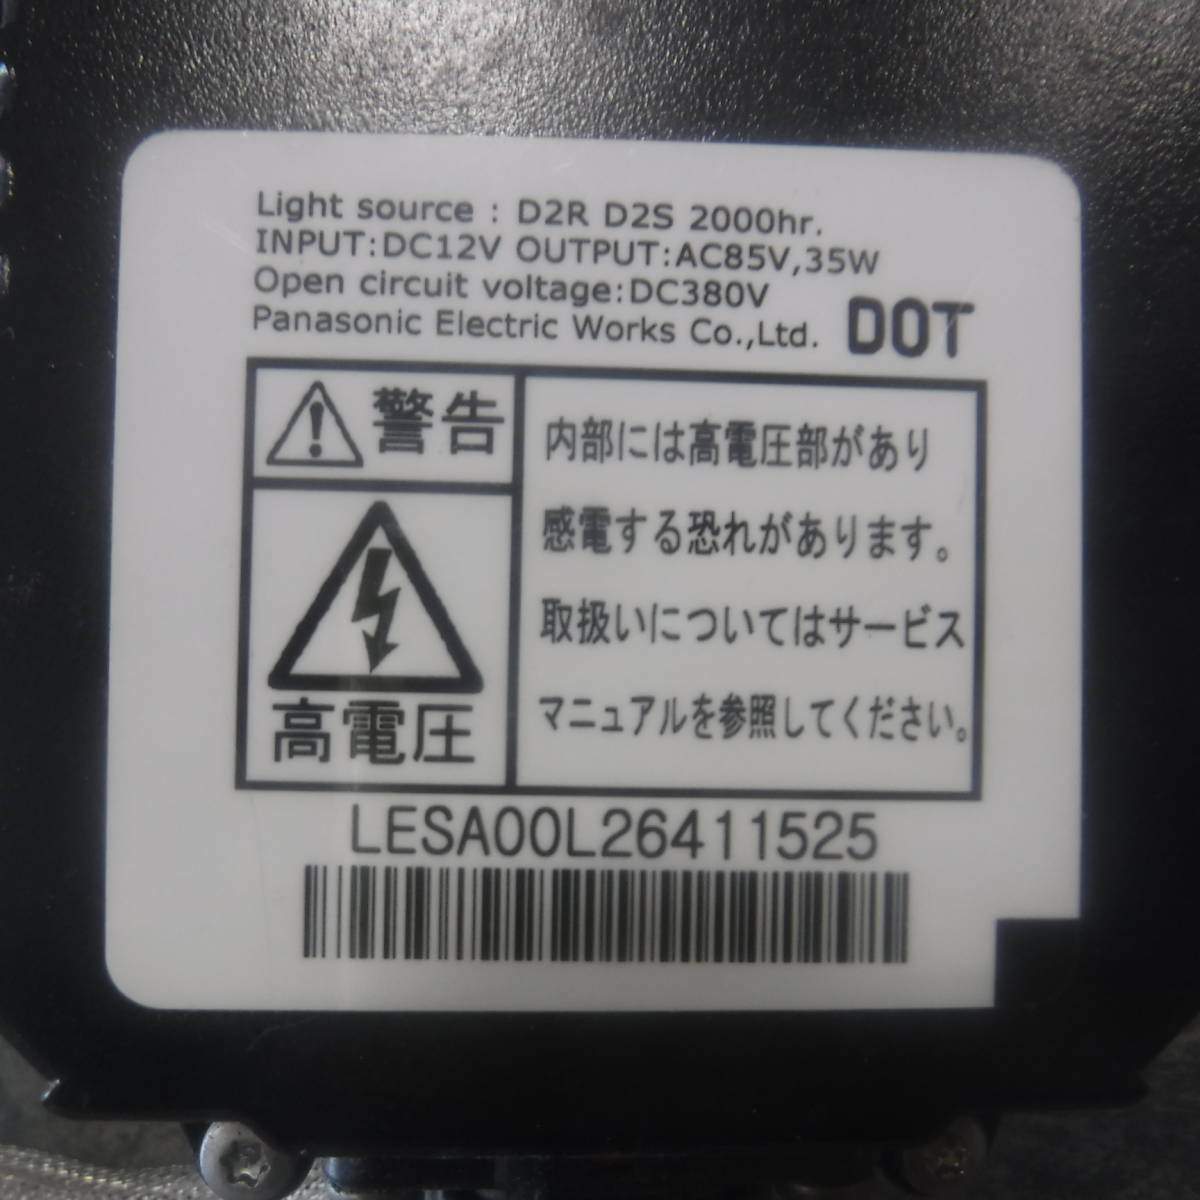 Light source : D2R D2S 2000hr.
INPUT:DC12V OUTPUT:AC85V,35W
Open circuit voltage:DC380V
Panasonic Electric Works Co.,Ltd.
DOT
警告
高電圧
内部には高電圧部があり
感電する恐れがあります。
取扱いについてはサービス
マニュアルを参照してください。
LESA00L26411525